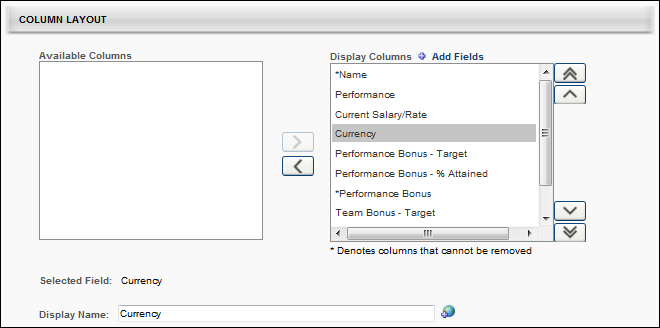 COLUMN LAYOUT
Available Columns
Display Columns Add Fields
*Name
Performance
Current Salary/Rate
Currency
Performance Bonus - Target
Performance Bonus - % Attained
*Performance Bonus
Team Bonus - Target
* Denotes columns that cannot be removed
Selected Field: Currency
Display Name: Currency